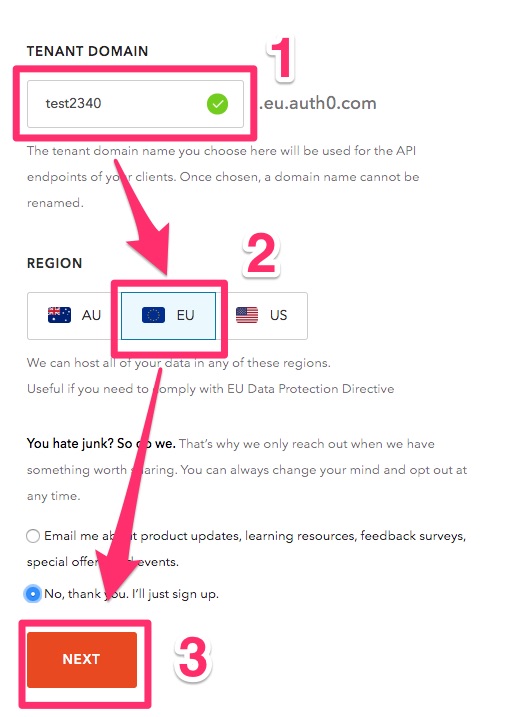 TENANT DOMAIN
1
test2340
.eu.auth0.com
The tenant domain name you choose here will be used for the API
endpoints of your clients. Once chosen, a domain name cannot be
renamed.
2
REGION
AU EU US
We can host all of your data in any of these regions.
Useful if you need to comply with EU Data Protection Directive
You hate junk? So do we. That's why we only reach out when we have
something worth sharing. You can always change your mind and opt out at
any time.
Email me about product updates, learning resources, feedback surveys,
special offers and events.
No, thank you. I'll just sign up.
NEXT
3